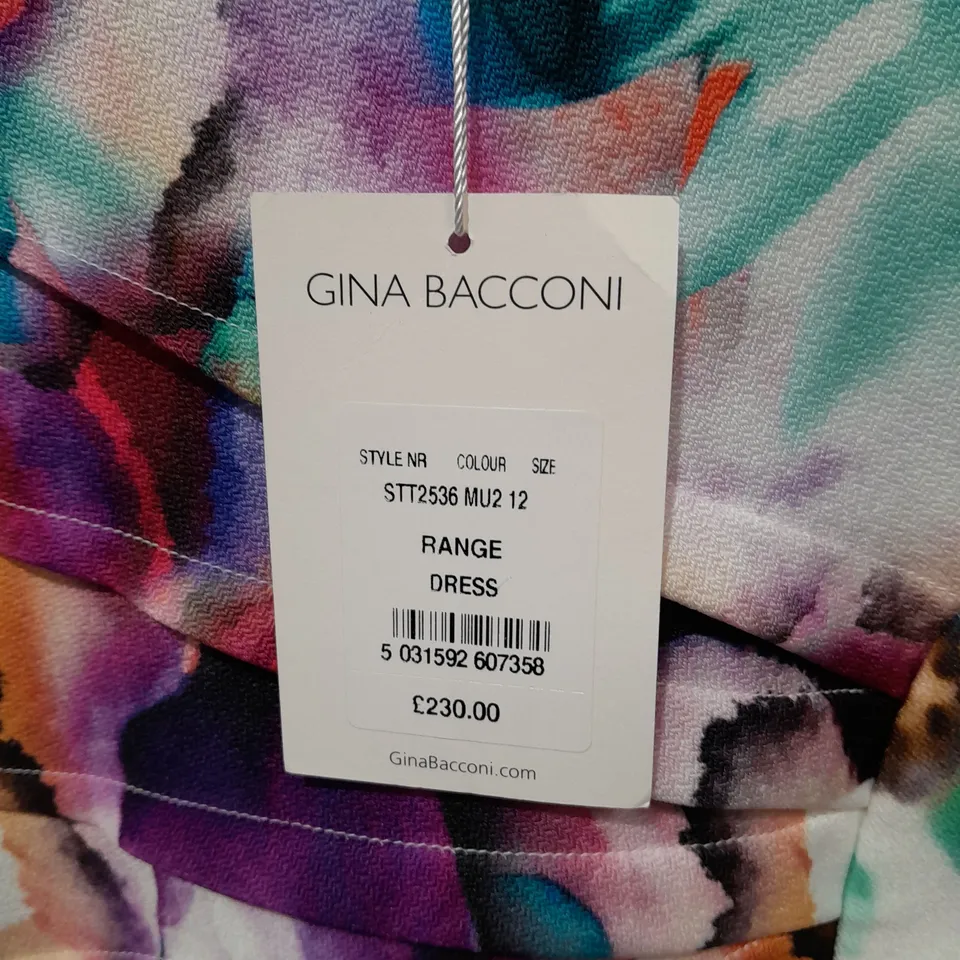 GINA BACCONI
STYLE NR COLOUR SIZE
STT2536 MU2 12
RANGE
DRESS
5 031592 607358
£230.00
GinaBacconi.com